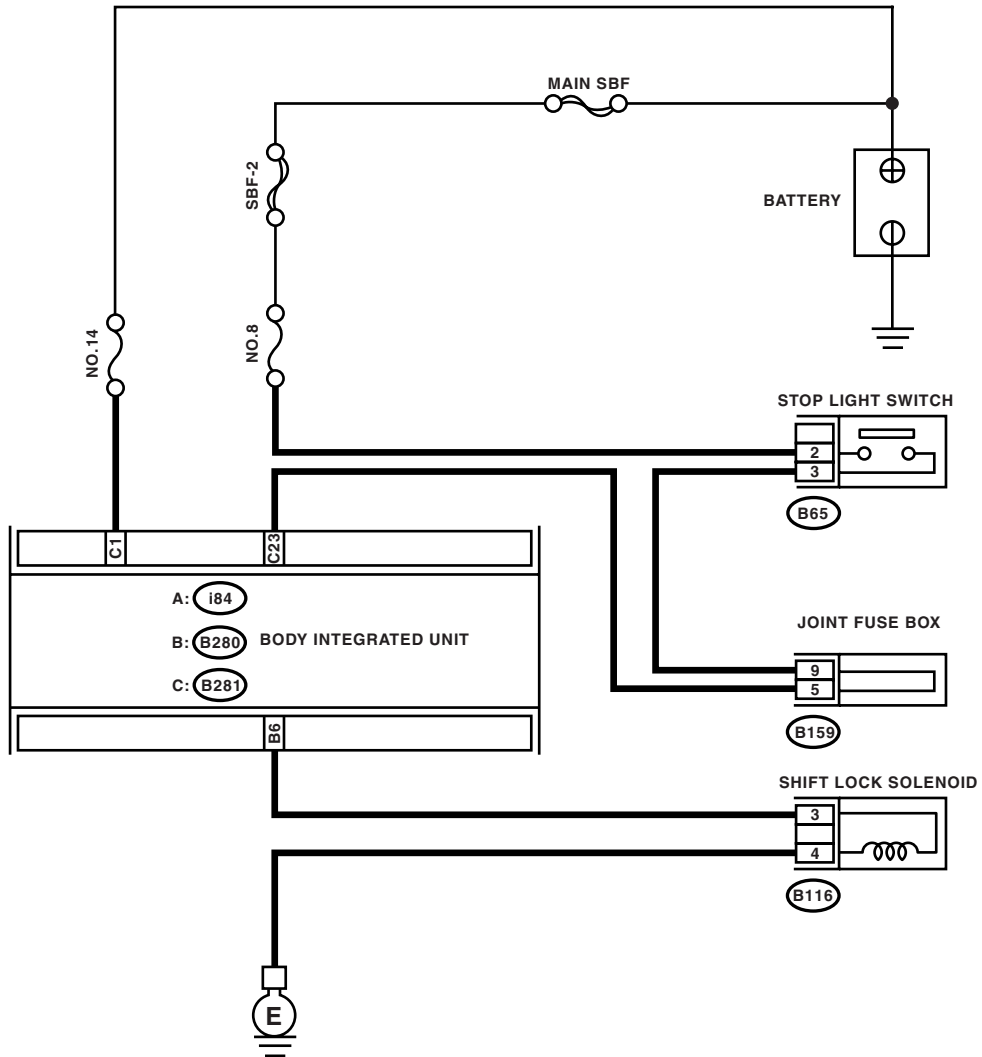 MAIN SBF
SBF-2
BATTERY
NO.14
NO.8
STOP LIGHT SWITCH
2
3
B65
C1
C23
A: i84
B: B280 BODY INTEGRATED UNIT
C: B281
JOINT FUSE BOX
9
5
B159
B6
SHIFT LOCK SOLENOID
3
4
B116
E